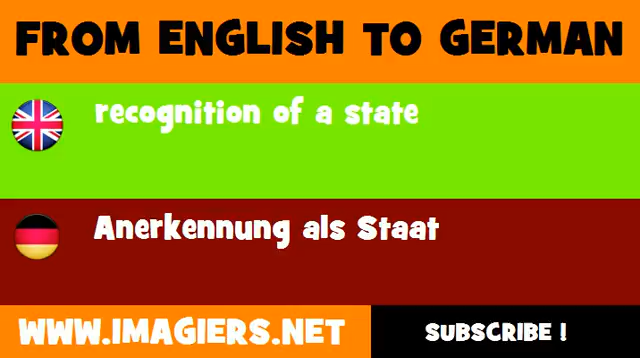 FROM ENGLISH TO GERMAN
recognition of a state
Anerkennung als Staat
WWW.IMAGIERS.NET
SUBSCRIBE !